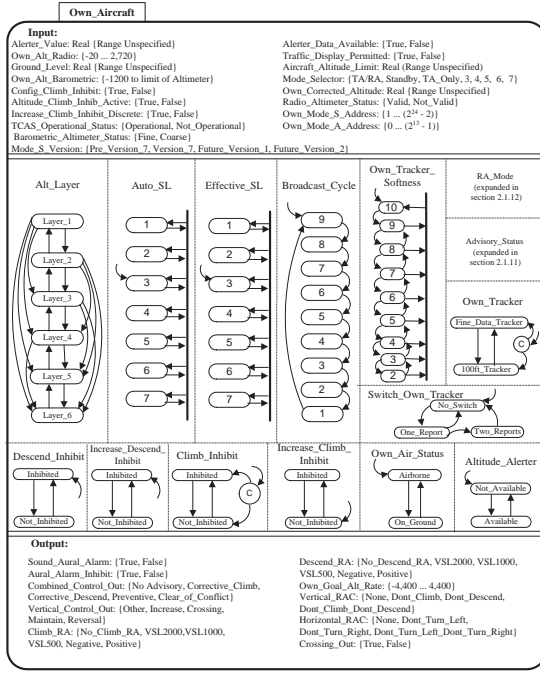 Own_Aircraft
Input:
Alerter_Value: Real {Range Unspecified}
Own_Alt_Radio: {-20 ... 2,720}
Ground_Level: Real {Range Unspecified}
Own_Alt_Barometric: {-1200 to limit of Altimeter}
Config_Climb_Inhibit: {True, False}
Altitude_Climb_Inhib_Active: {True, False}
Increase_Climb_Inhibit_Discrete: {True, False}
TCAS_Operational_Status: {Operational, Not_Operational}
Barometric_Altimeter_Status: {Fine, Coarse}
Mode_S_Version: {Pre_Version_7, Version_7, Future_Version_1, Future_Version_2}
Alerter_Data_Available: {True, False}
Traffic_Display_Permitted: {True, False}
Aircraft_Altitude_Limit: Real {Range Unspecified)
Mode_Selector: {TA/RA, Standby, TA_Only, 3, 4, 5, 6, 7}
Own_Corrected_Altitude: Real {Range Unspecified}
Radio_Altimeter_Status: {Valid, Not_Valid}
Own_Mode_S_Address: {1 ... (2^24 - 2)}
Own_Mode_A_Address: {0 ... (2^13 - 1)}
Alt_Layer
Layer_1
Layer_2
Layer_3
Layer_4
Layer_5
Layer_6
Auto_SL
1
2
3
4
5
6
7
Effective_SL
1
2
3
4
5
6
7
Broadcast_Cycle
9
8
7
6
5
4
3
2
1
Own_Tracker_
Softness
10
9
8
7
6
5
4
3
2
RA_Mode
(expanded in
section 2.1.12)
Advisory_Status
(expanded in
section 2.1.11)
Own_Tracker
Fine_Data_Tracker
C
100ft_Tracker
Switch_Own_Tracker
No_Switch
One_Report
Two_Reports
Descend_Inhibit
Inhibited
Not_Inhibited
Increase_Descend_
Inhibit
Inhibited
Not_Inhibited
Climb_Inhibit
Inhibited
C
Not_Inhibited
Increase_Climb_
Inhibit
Inhibited
Not_Inhibited
Own_Air_Status
Airborne
On_Ground
Altitude_Alerter
Not_Available
Available
Output:
Sound_Aural_Alarm: {True, False}
Aural_Alarm_Inhibit: {True, False}
Combined_Control_Out: {No Advisory, Corrective_Climb,
Corrective_Descend, Preventive, Clear_of_Conflict}
Vertical_Control_Out: {Other, Increase, Crossing,
Maintain, Reversal}
Climb_RA: {No_Climb_RA, VSL2000,VSL1000,
VSL500, Negative, Positive}
Descend_RA: {No_Descend_RA, VSL2000, VSL1000,
VSL500, Negative, Positive}
Own_Goal_Alt_Rate: {-4,400 ... 4,400}
Vertical_RAC: {None, Dont_Climb, Dont_Descend,
Dont_Climb_Dont_Descend}
Horizontal_RAC: {None, Dont_Turn_Left,
Dont_Turn_Right, Dont_Turn_Left_Dont_Turn_Right}
Crossing_Out: {True, False}